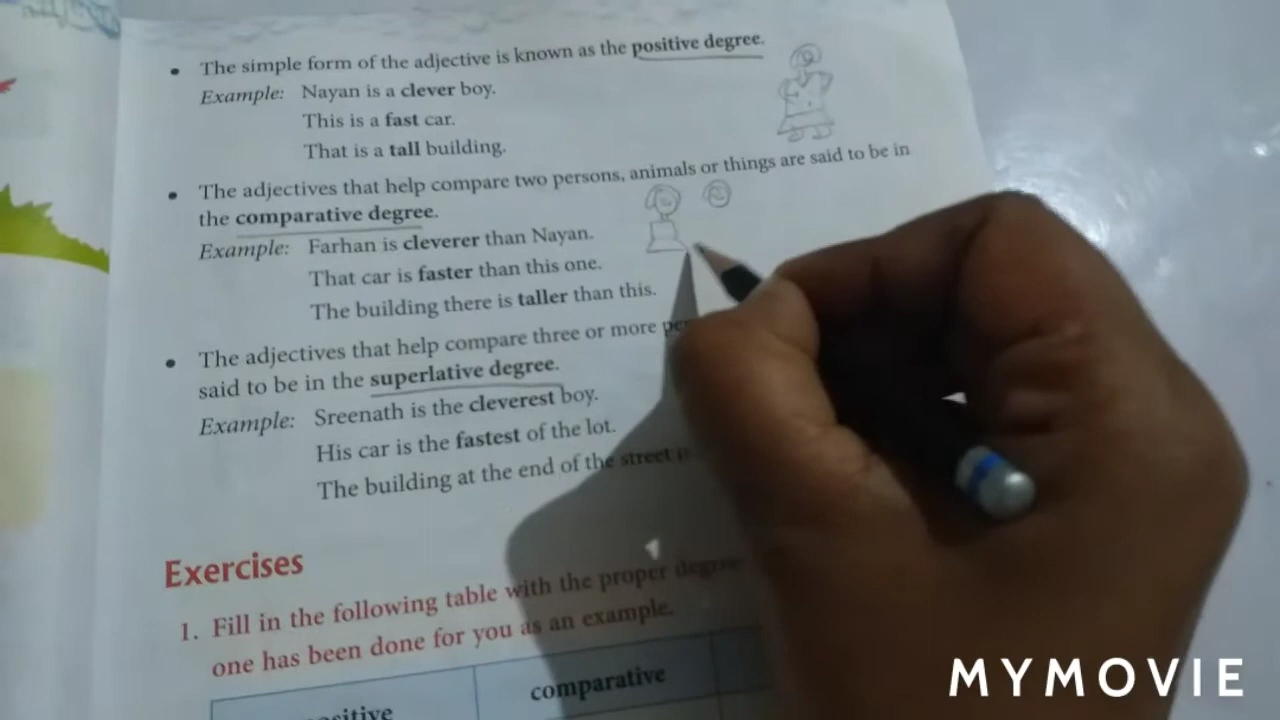 • The simple form of the adjective is known as the positive degree.
Example: Nayan is a clever boy.
This is a fast car.
That is a tall building.
• The adjectives that help compare two persons, animals or things are said to be in
the comparative degree.
Example: Farhan is cleverer than Nayan.
That car is faster than this one.
The building there is taller than this.
• The adjectives that help compare three or more
said to be in the superlative degree.
Example: Sreenath is the cleverest boy.
His car is the fastest of the lot.
The building at the end of the street
Exercises
1. Fill in the following table with the proper degree
one has been done for you as an example.
comparative
MYMOVIE